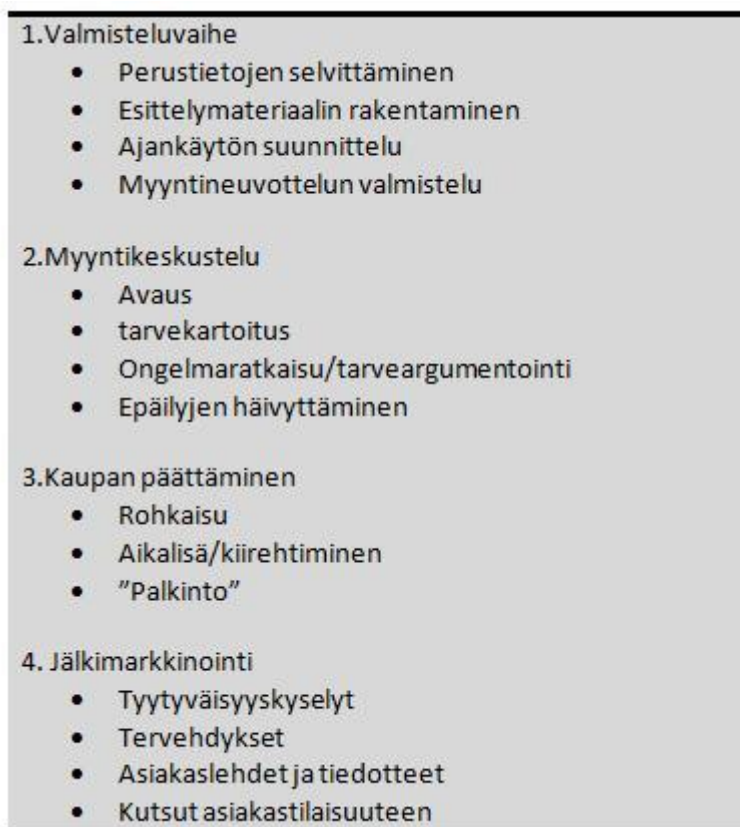 1.Valmisteluvaihe
• Perustietojen selvittäminen
• Esittelymateriaalin rakentaminen
• Ajankäytön suunnittelu
• Myyntineuvottelun valmistelu
2.Myyntikeskustelu
• Avaus
• tarvekartoitus
• Ongelmaratkaisu/tarveargumentointi
• Epäilyjen häivyttäminen
3.Kaupan päättäminen
• Rohkaisu
• Aikalisä/kiirehtiminen
• ”Palkinto”
4. Jälkimarkkinointi
• Tyytyväisyyskyselyt
• Tervehdykset
• Asiakaslehdet ja tiedotteet
• Kutsut asiakastilaisuuteen